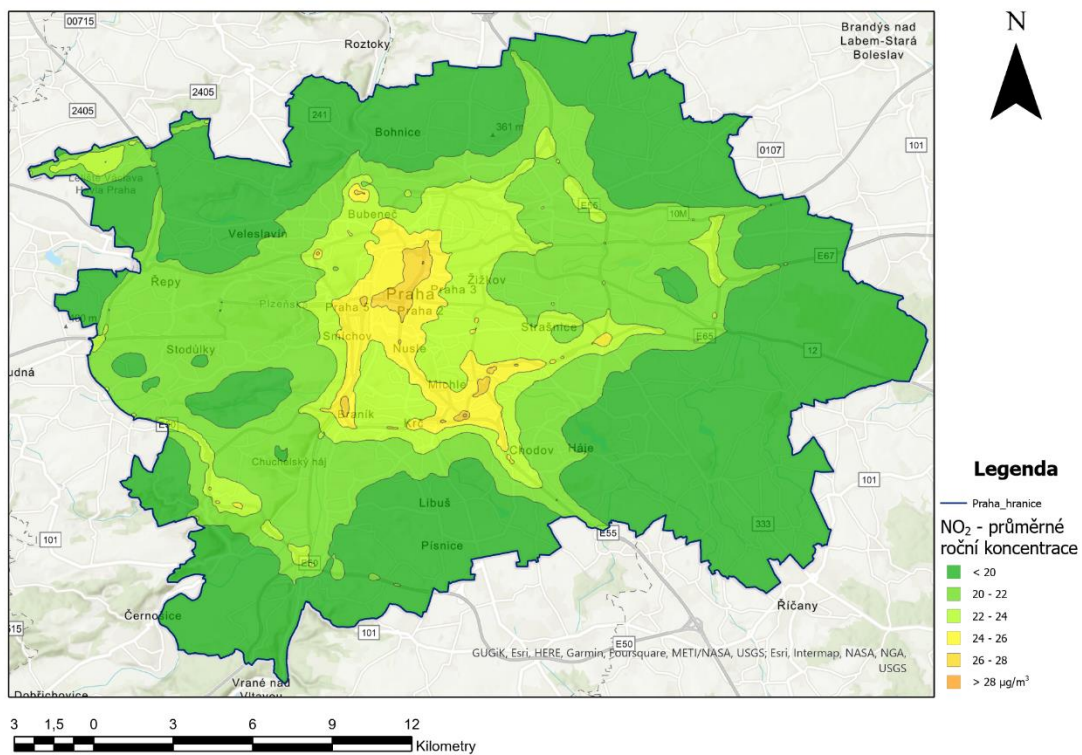 00715
Roztoky
Brandýs nad
Labem-Stará
Boleslav
N
2405
2405
241
Bohnice
361 m
0107
101
Letiště Václava
Havla Praha
Bubeneč
E55
10M
Veleslavín
E67
Řepy
Žižkov
Praha
Praha 3
Plzeňsk
Praha 5
Praha 2
Strašnice
400 m
Smíchov
E65
12
Stodůlky
Nusle
udná
Michle
Braník
Krč
E50
Chodov
Háje
Chuchelský háj
101
Libuš
333
Písnice
101
E55
E50
Černošice
Říčany
515
101
E50
GUGiK, Esri, HERE, Garmin, Foursquare, METI/NASA, USGS; Esri, Intermap, NASA, NGA,
USGS
Dobřichovice
Vrané nad
Vltavou
Legenda
Praha_hranice
NO₂ - průměrné
roční koncentrace
< 20
20 - 22
22 - 24
24 - 26
26 - 28
> 28 µg/m³
3 1,5 0 3 6 9 12
Kilometry